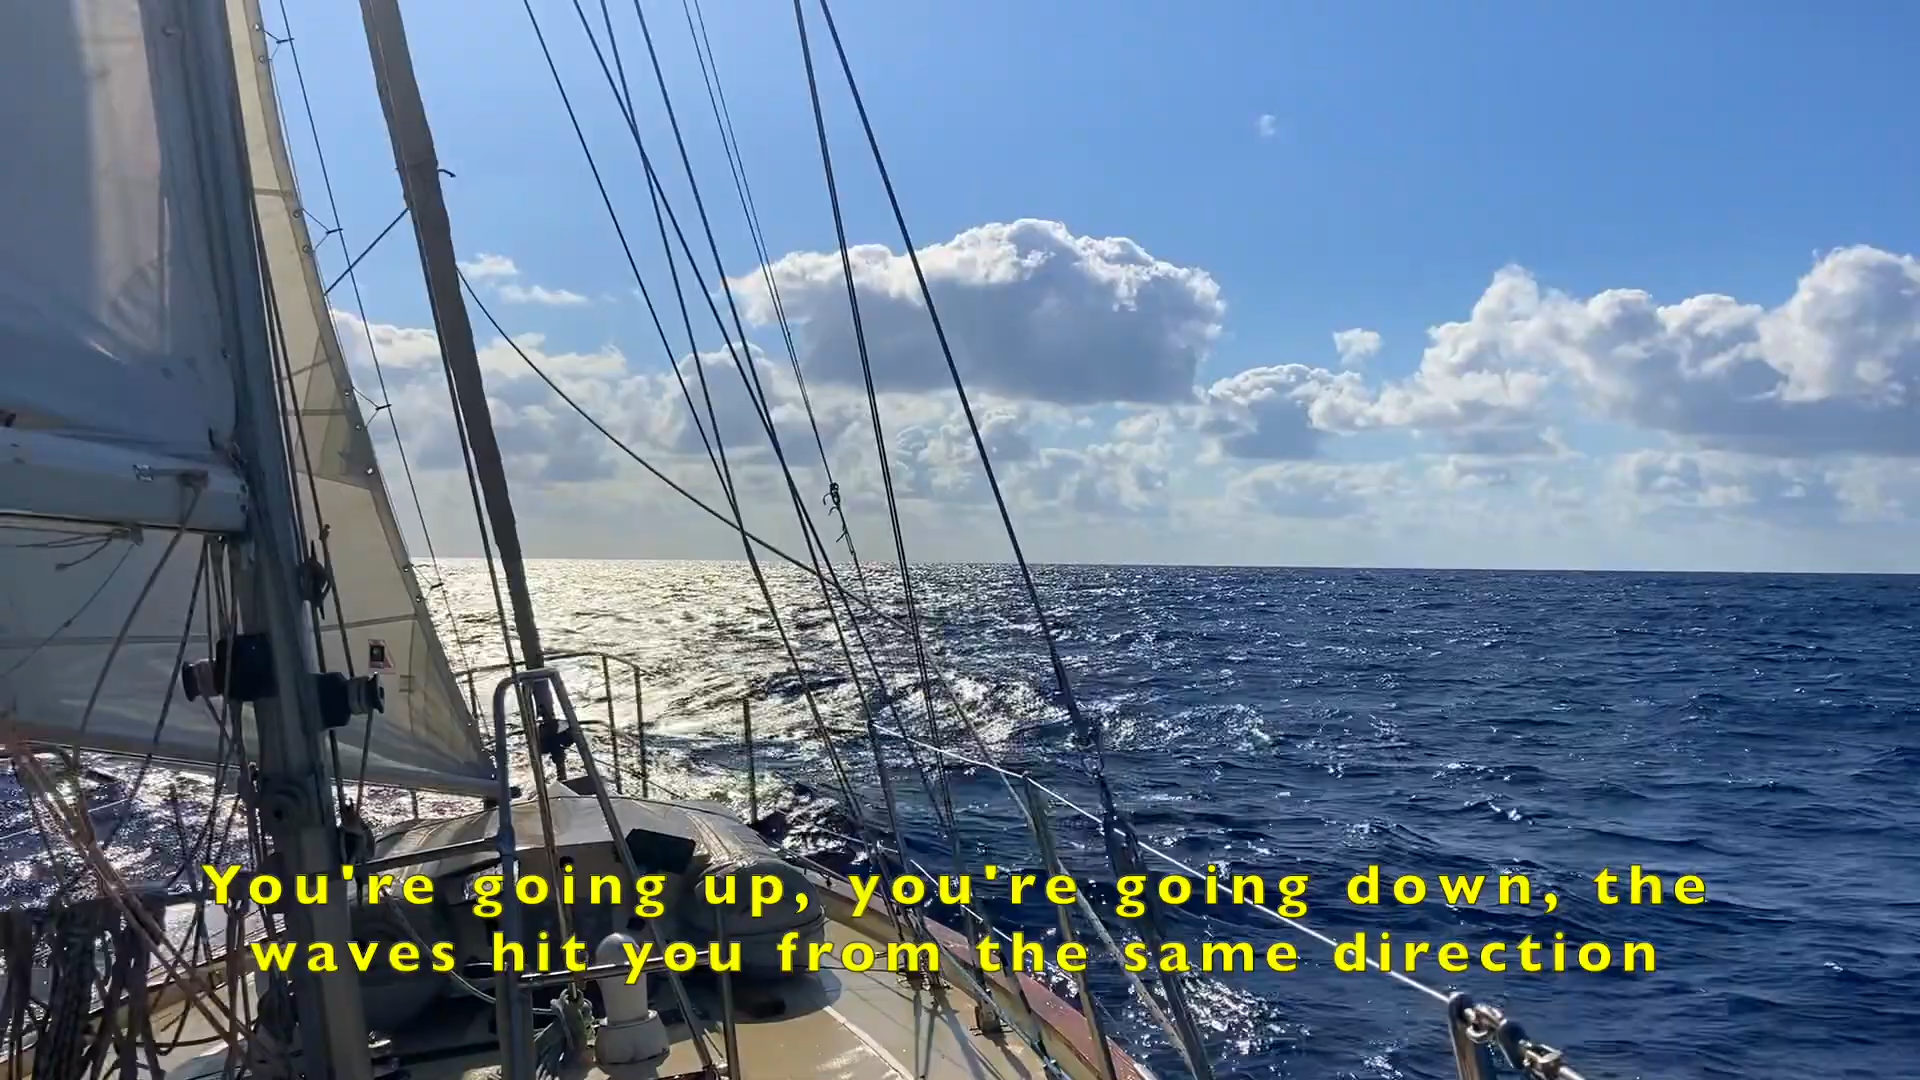 You're going up, you're going down, the
waves hit you from the same direction